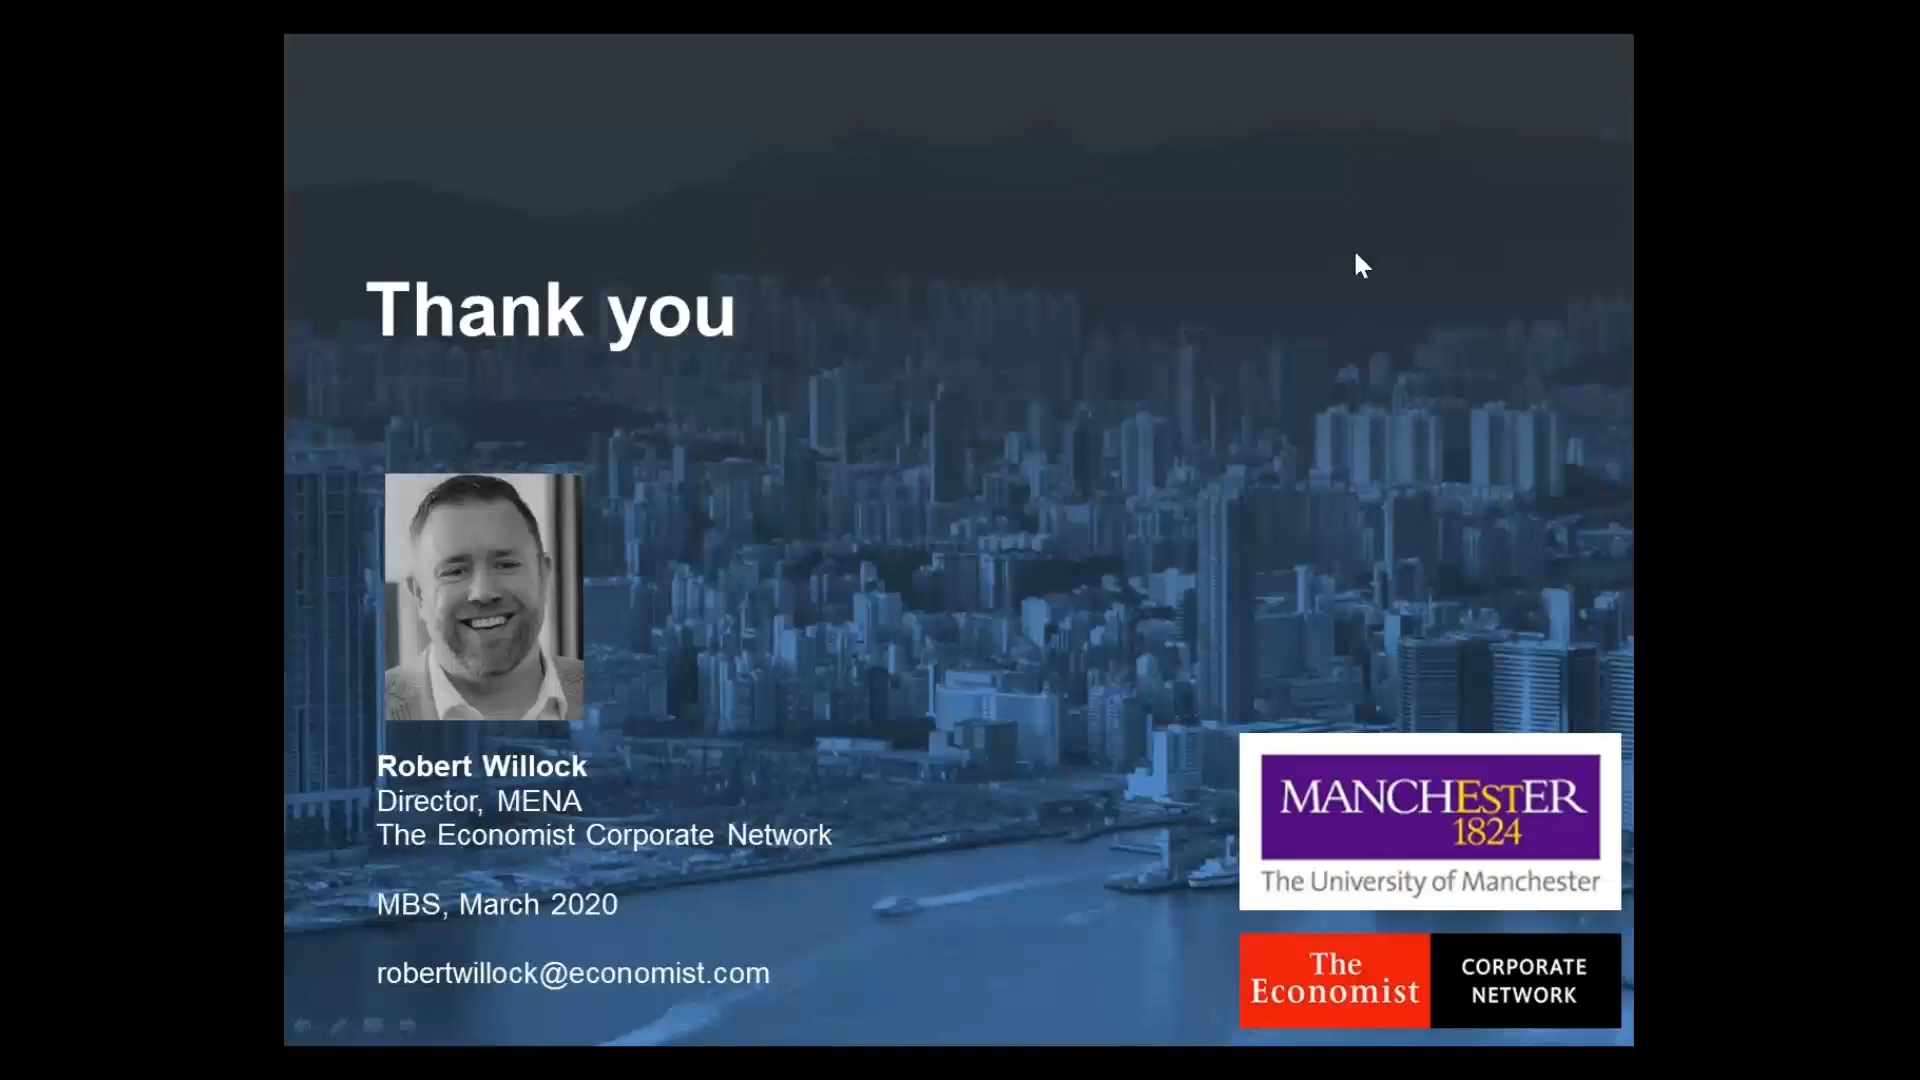 Thank you
Robert Willock
Director, MENA
The Economist Corporate Network
MBS, March 2020
robertwillock@economist.com
MANCHESTER
1824
The University of Manchester
The
Economist
CORPORATE
NETWORK